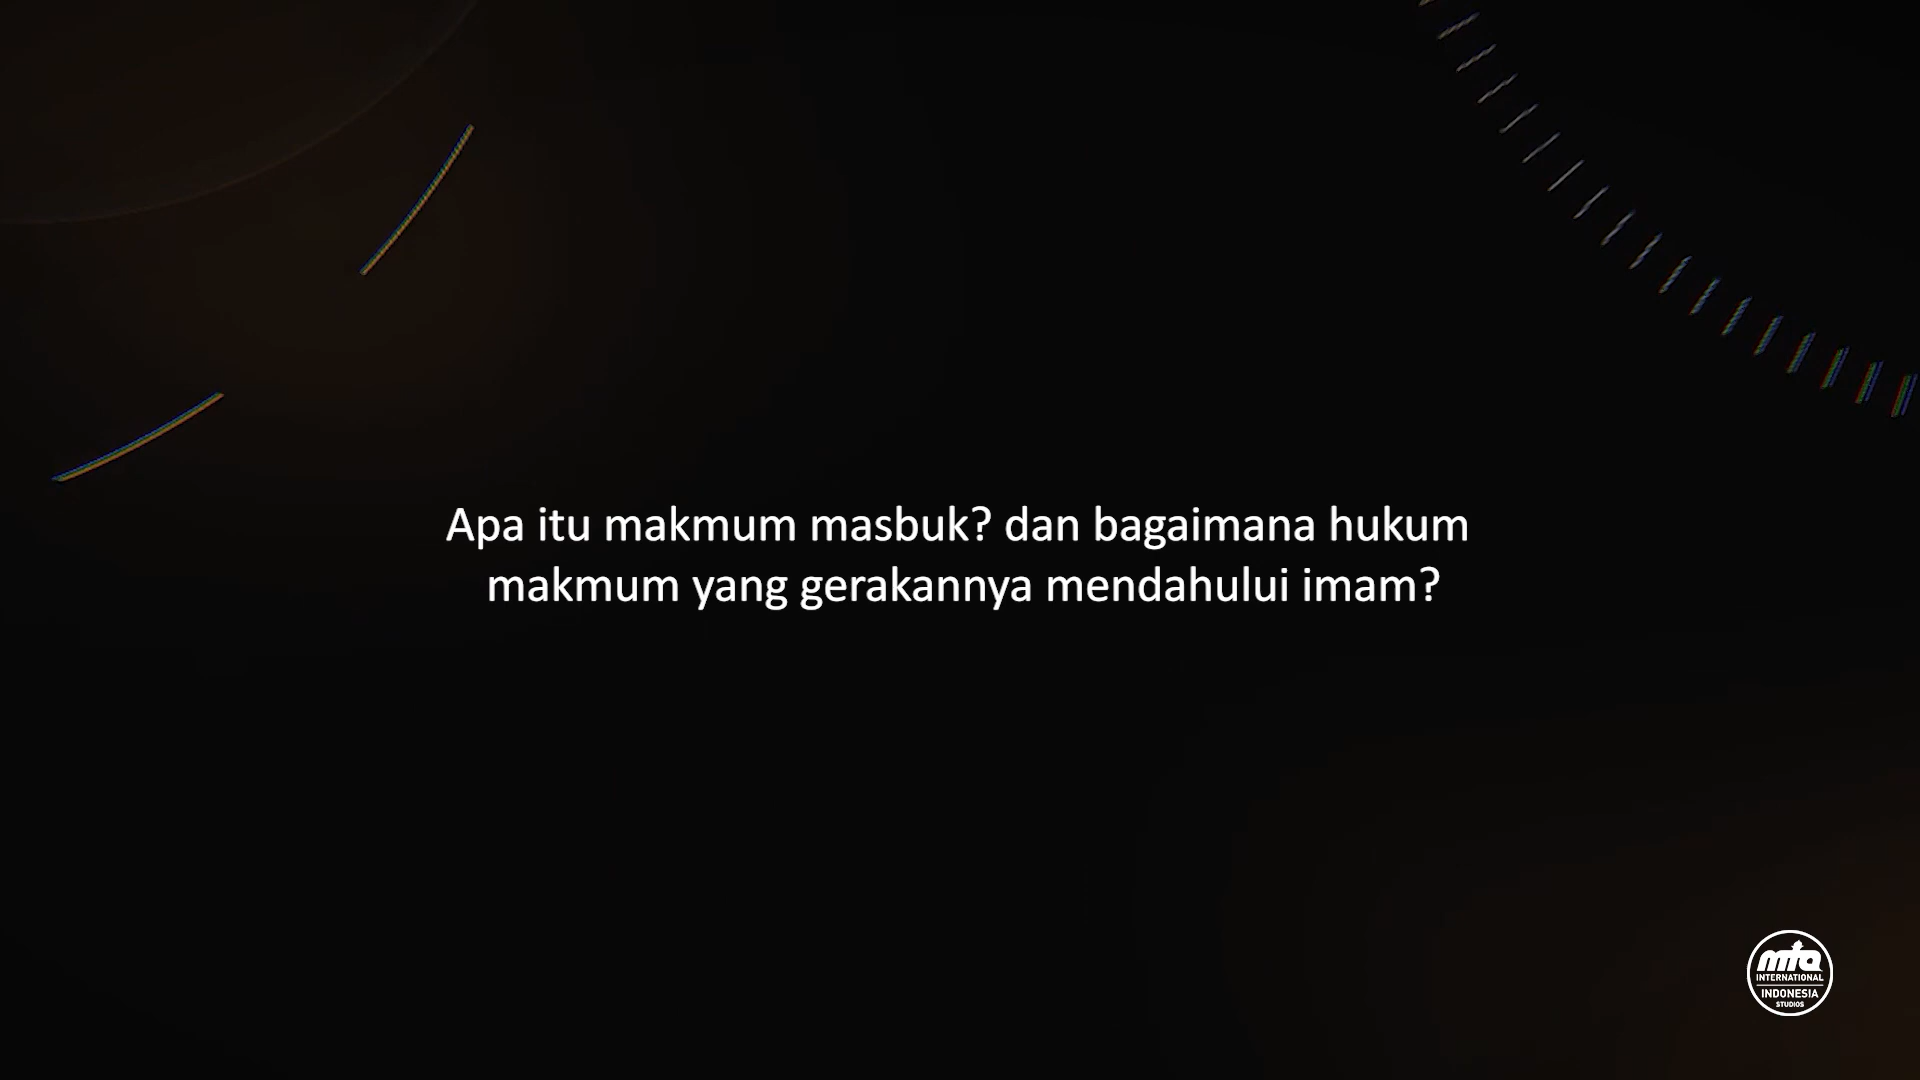 Apa itu makmum masbuk? dan bagaimana hukum
makmum yang gerakannya mendahului imam?
mta
INTERNATIONAL
INDONESIA
STUDIOS